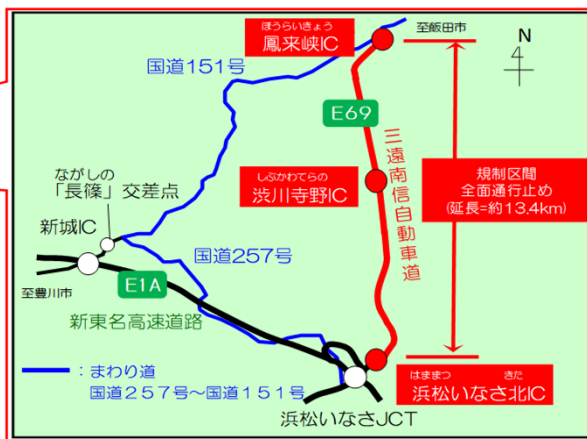 ほうらいきょう
鳳来峡IC
至飯田市
N
国道151号
E69
ながしの
「長篠」交差点
しぶかわてらの
渋川寺野IC
三遠南信自動車道
規制区間
全面通行止め
(延長=約13.4km)
新城IC
国道257号
至豊川市
E1A
新東名高速道路
はままつ きた
浜松いなさ北IC
：まわり道
国道257号～国道151号
浜松いなさJCT